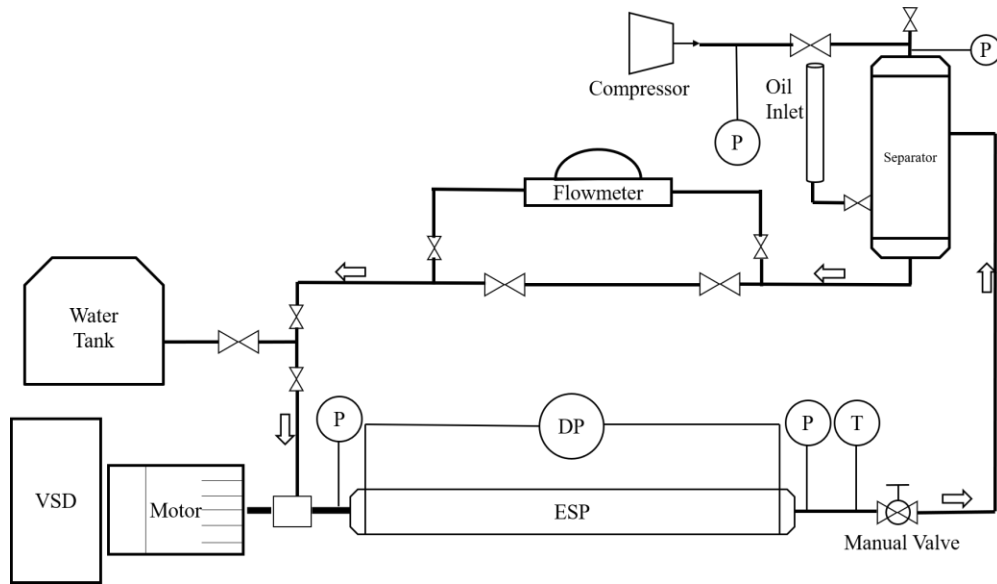 P
Compressor
Oil
Inlet
P
Separator
Flowmeter
Water
Tank
P
DP
P
T
VSD
Motor
ESP
Manual Valve